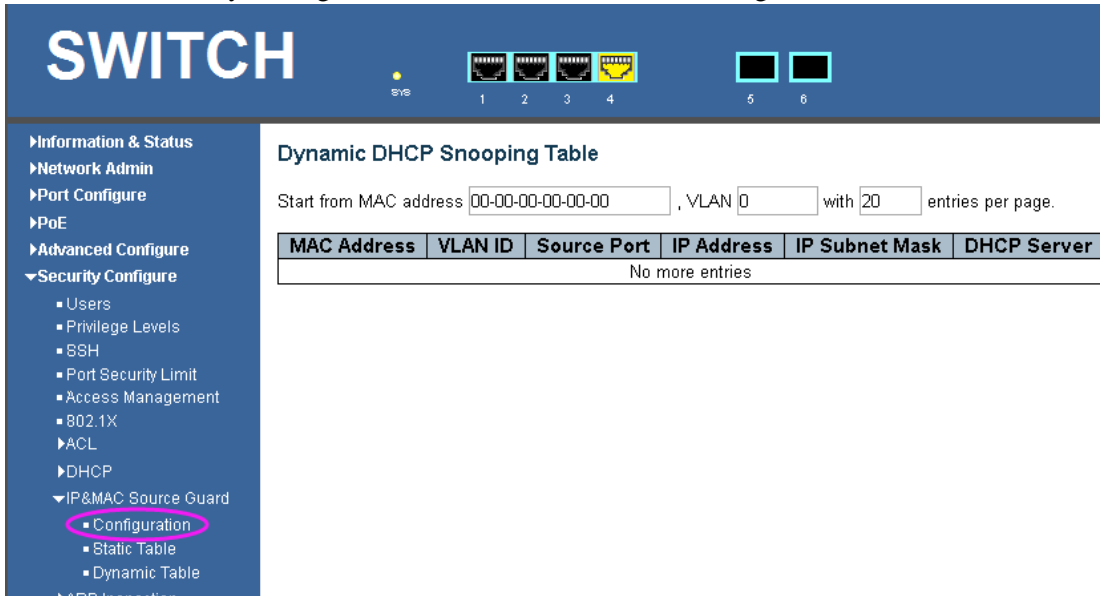 SWITCH
SYS
1 2 3 4 5 6
Information & Status
Network Admin
Port Configure
PoE
Advanced Configure
Security Configure
Users
Privilege Levels
SSH
Port Security Limit
Access Management
802.1X
ACL
DHCP
IP&MAC Source Guard
Configuration
Static Table
Dynamic Table
Dynamic DHCP Snooping Table
Start from MAC address 00-00-00-00-00-00 , VLAN 0 with 20 entries per page.
MAC Address VLAN ID Source Port IP Address IP Subnet Mask DHCP Server
No more entries